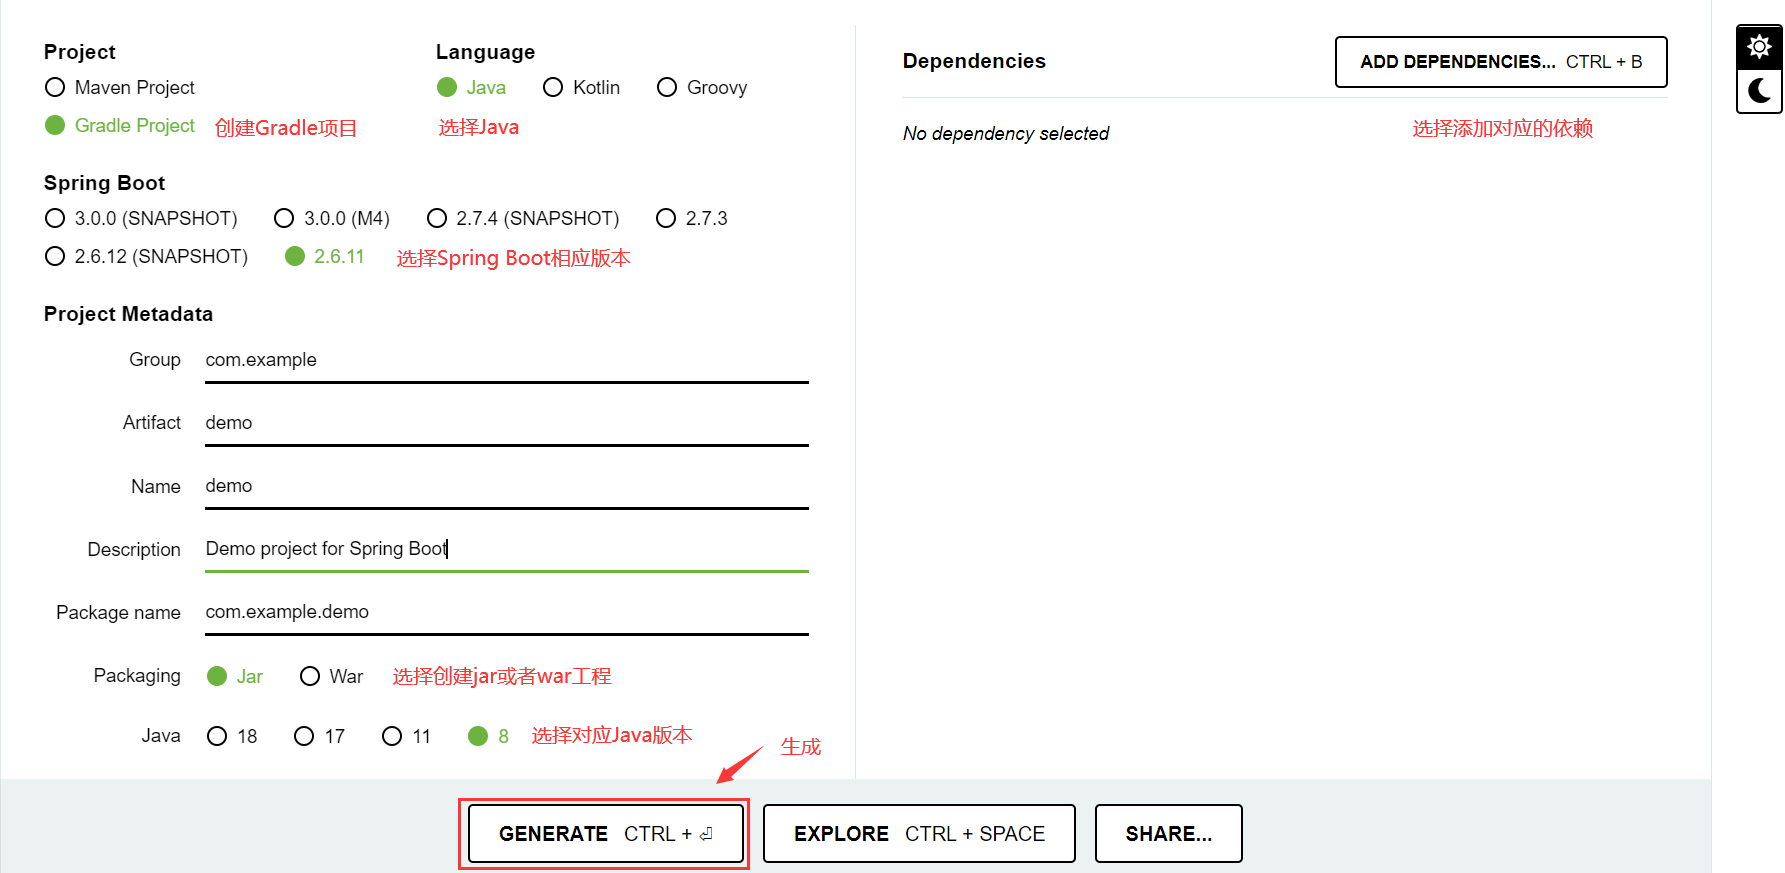 Project
Maven Project
Gradle Project 创建Gradle项目
Language
Java Kotlin Groovy
选择Java
Spring Boot
3.0.0 (SNAPSHOT) 3.0.0 (M4) 2.7.4 (SNAPSHOT) 2.7.3
2.6.12 (SNAPSHOT) 2.6.11 选择Spring Boot相应版本
Project Metadata
Group com.example
Artifact demo
Name demo
Description Demo project for Spring Boot
Package name com.example.demo
Packaging Jar War 选择创建jar或者war工程
Java 18 17 11 8 选择对应Java版本
Dependencies ADD DEPENDENCIES... CTRL + B
No dependency selected 选择添加对应的依赖
生成
GENERATE CTRL + ⏎ EXPLORE CTRL + SPACE SHARE...